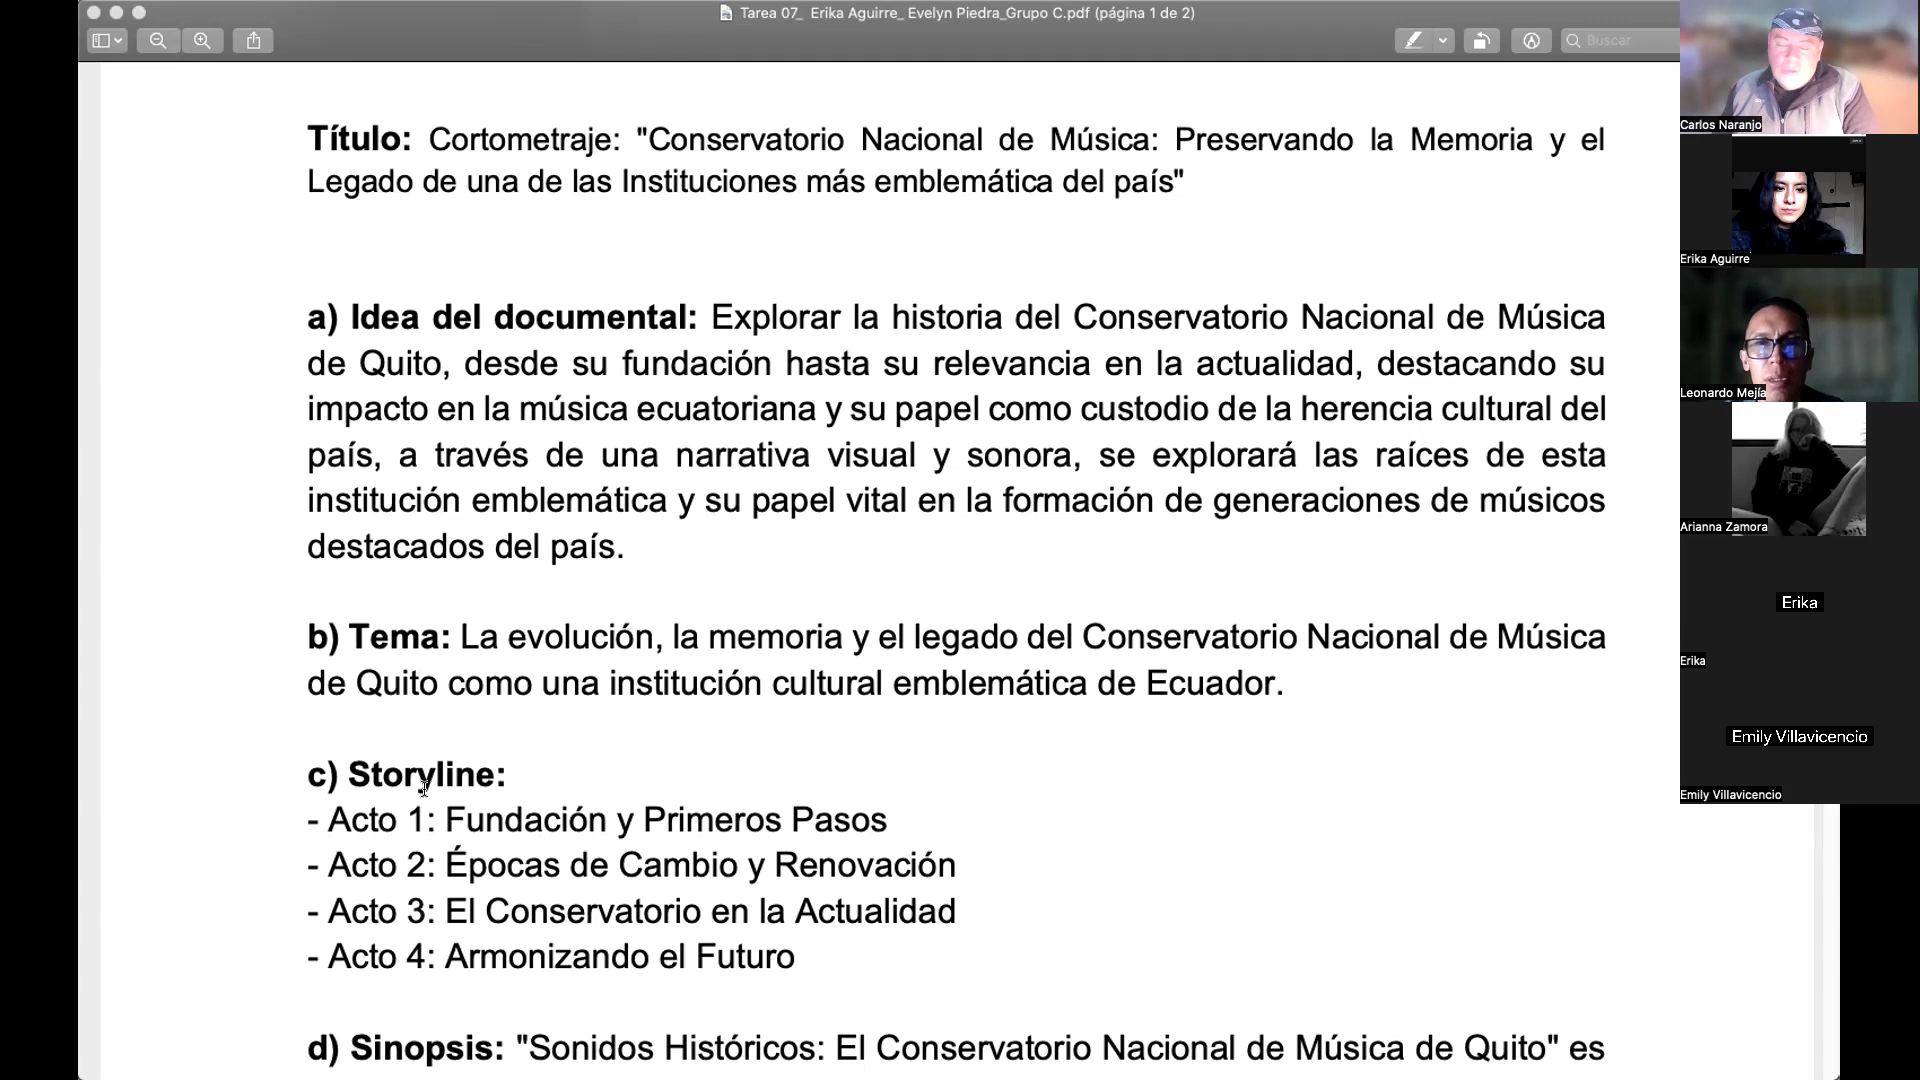 Tarea 07_ Erika Aguirre_ Evelyn Piedra_Grupo C.pdf (página 1 de 2)
Buscar
Título: Cortometraje: "Conservatorio Nacional de Música: Preservando la Memoria y el
Legado de una de las Instituciones más emblemática del país"
a) Idea del documental: Explorar la historia del Conservatorio Nacional de Música
de Quito, desde su fundación hasta su relevancia en la actualidad, destacando su
impacto en la música ecuatoriana y su papel como custodio de la herencia cultural del
país, a través de una narrativa visual y sonora, se explorará las raíces de esta
institución emblemática y su papel vital en la formación de generaciones de músicos
destacados del país.
b) Tema: La evolución, la memoria y el legado del Conservatorio Nacional de Música
de Quito como una institución cultural emblemática de Ecuador.
c) Storyline:
- Acto 1: Fundación y Primeros Pasos
- Acto 2: Épocas de Cambio y Renovación
- Acto 3: El Conservatorio en la Actualidad
- Acto 4: Armonizando el Futuro
d) Sinopsis: "Sonidos Históricos: El Conservatorio Nacional de Música de Quito" es
Carlos Naranjo
Erika Aguirre
Leonardo Mejía
Arianna Zamora
Erika
Erika
Emily Villavicencio
Emily Villavicencio